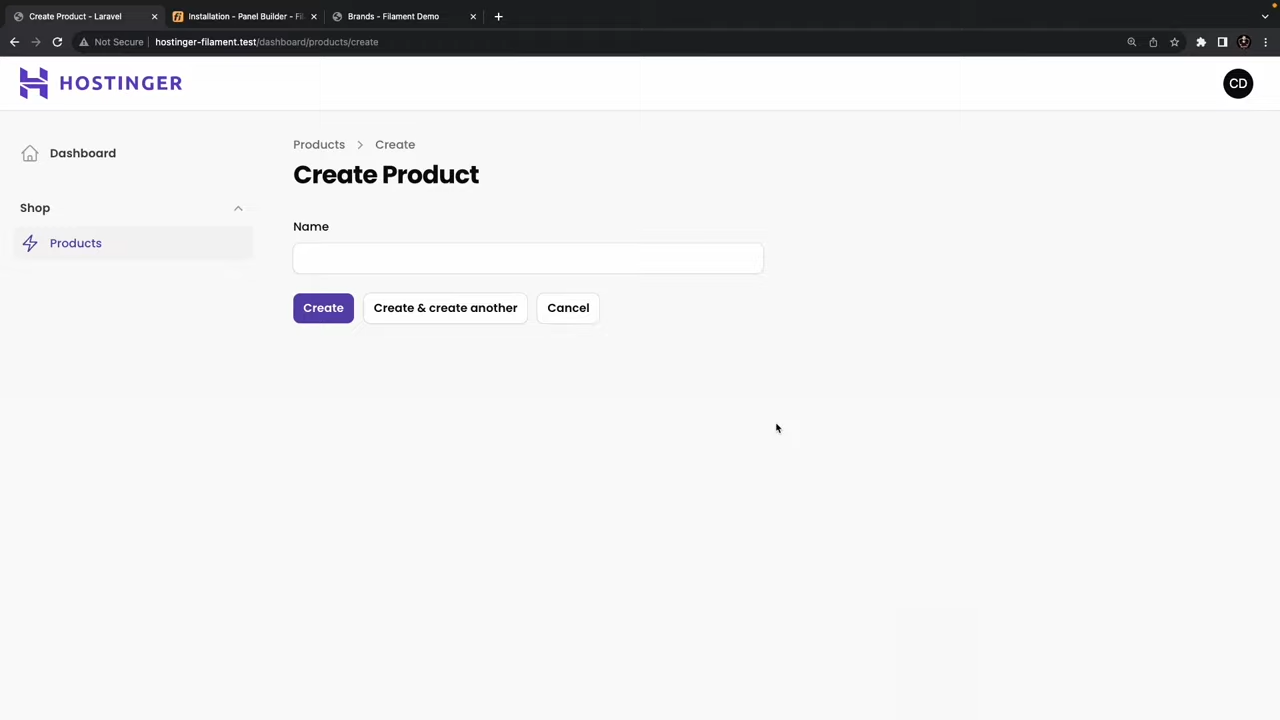 Create Product - Laravel
Installation - Panel Builder - Fil
Brands - Filament Demo
Not Secure
hostinger-filament.test/dashboard/products/create
HOSTINGER
CD
Dashboard
Shop
Products
Products > Create
Create Product
Name
Create
Create & create another
Cancel